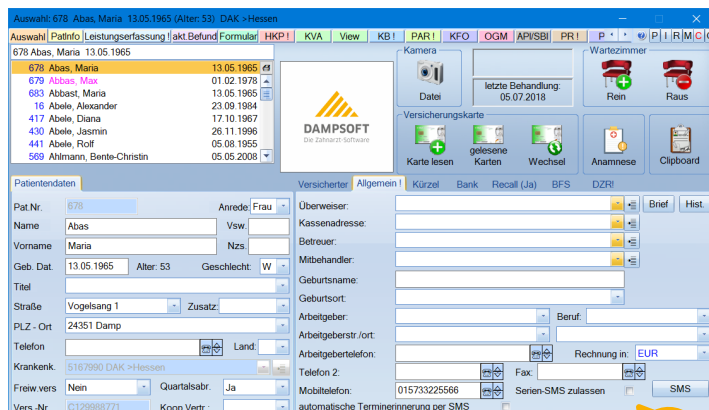 Auswahl: 678 Abas, Maria 13.05.1965 (Alter: 53) DAK >Hessen
Auswahl PatInfo Leistungserfassung ! akt.Befund Formular HKP ! KVA View KB ! PAR ! KFO OGM API/SBI PR ! P P I R M C
678 Abas, Maria 13.05.1965
678 Abas, Maria 13.05.1965
679 Abbas, Max 01.02.1978
683 Abbast, Maria 13.05.1965
16 Abele, Alexander 23.09.1984
417 Abele, Diana 17.10.1967
430 Abele, Jasmin 26.11.1996
441 Abele, Rolf 05.08.1955
569 Ahlmann, Bente-Christin 05.05.2008
DAMPSOFT
Die Zahnarzt-Software
Kamera
Datei
letzte Behandlung:
05.07.2018
Wartezimmer
Rein Raus
Versicherungskarte
Karte lesen
gelesene
Karten
Wechsel
Anamnese
Clipboard
Patientendaten
Versicherter Allgemein ! Kürzel Bank Recall (Ja) BFS DZR!
Pat.Nr. 678 Anrede: Frau
Name Abas Vsw.
Vorname Maria Nzs.
Geb. Dat. 13.05.1965 Alter: 53 Geschlecht: W
Titel
Straße Vogelsang 1 Zusatz:
PLZ - Ort 24351 Damp
Telefon Land:
Krankenk. 5167990 DAK >Hessen
Freiw.vers Nein Quartalsabr. Ja
Vers.-Nr. C129988771 Koop.Vertr.:
Überweiser: Brief Hist.
Kassenadresse:
Betreuer:
Mitbehandler:
Geburtsname:
Geburtsort:
Arbeitgeber: Beruf:
Arbeitgeberstr./ort:
Arbeitgebertelefon: Rechnung in: EUR
Telefon 2: Fax:
Mobiltelefon: 015733225566 Serien-SMS zulassen SMS
automatische Terminerinnerung per SMS